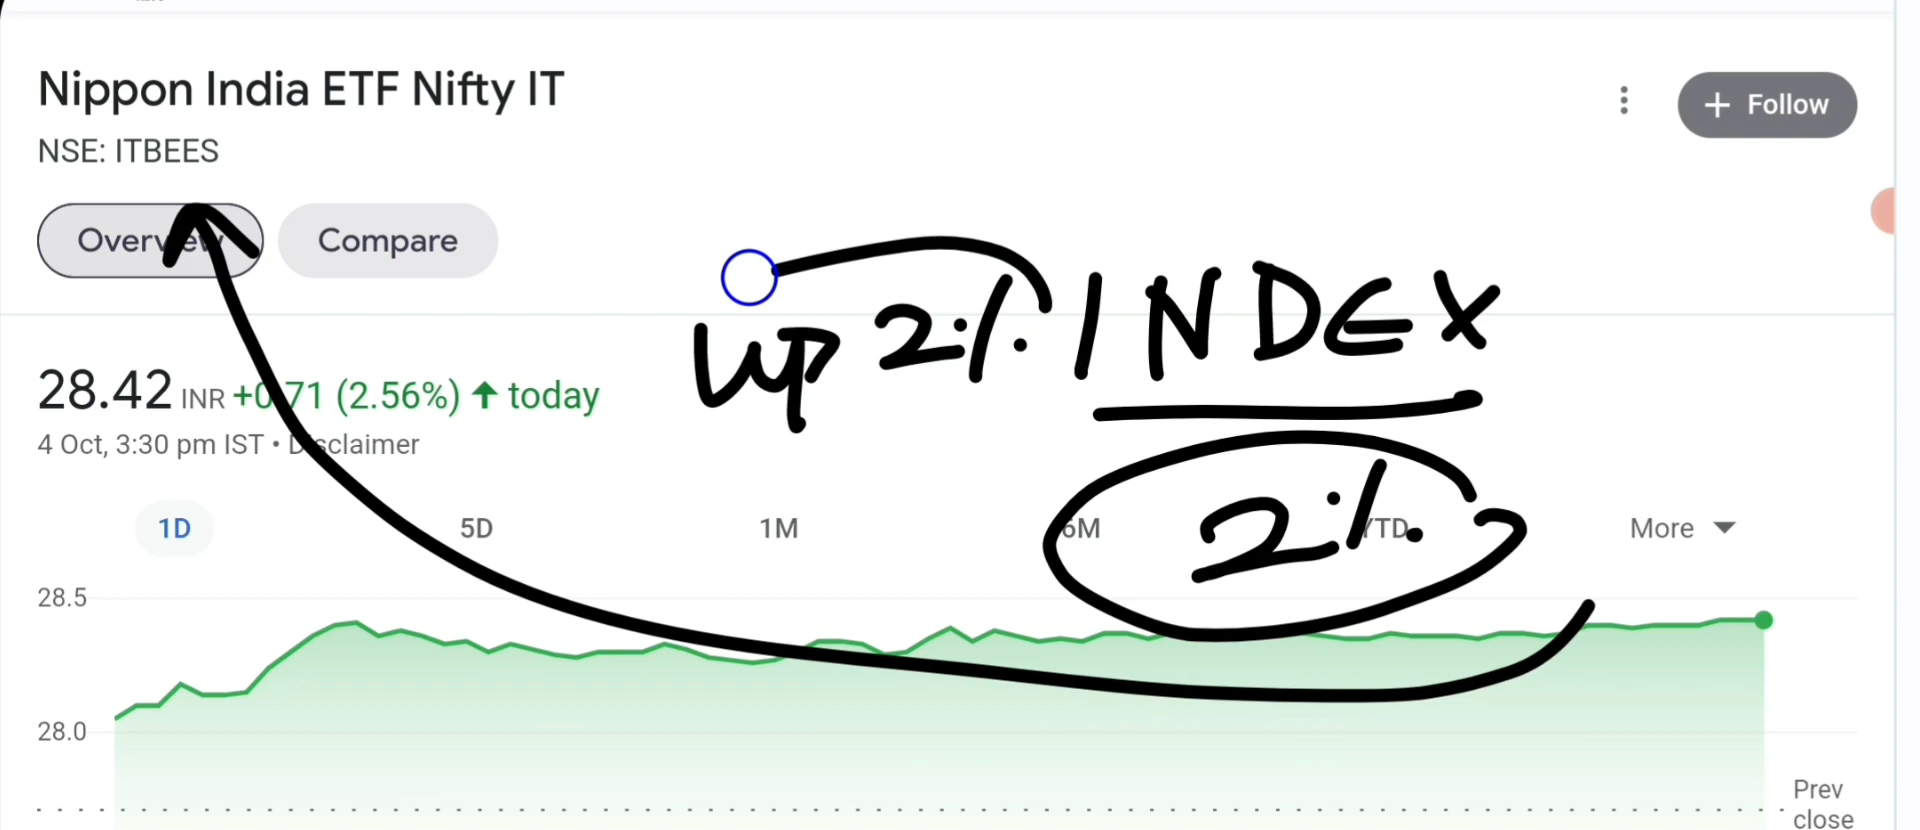 Nippon India ETF Nifty IT
+ Follow
NSE: ITBEES
Overview
Compare
up 2% INDEX
28.42 INR +0.71 (2.56%) ↑ today
4 Oct, 3:30 pm IST • Disclaimer
2%
1D 5D 1M 6M YTD More
28.5
28.0
Prev
close